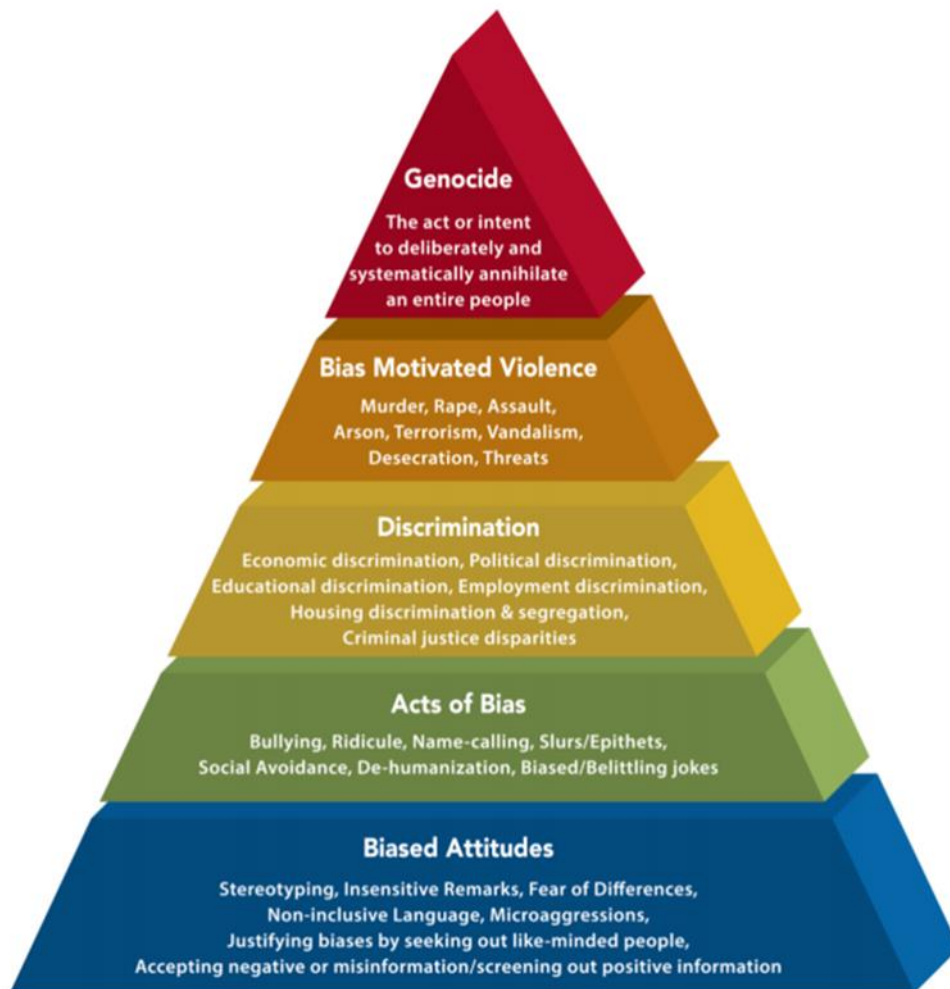 Genocide
The act or intent
to deliberately and
systematically annihilate
an entire people
Bias Motivated Violence
Murder, Rape, Assault,
Arson, Terrorism, Vandalism,
Desecration, Threats
Discrimination
Economic discrimination, Political discrimination,
Educational discrimination, Employment discrimination,
Housing discrimination & segregation,
Criminal justice disparities
Acts of Bias
Bullying, Ridicule, Name-calling, Slurs/Epithets,
Social Avoidance, De-humanization, Biased/Belittling jokes
Biased Attitudes
Stereotyping, Insensitive Remarks, Fear of Differences,
Non-inclusive Language, Microaggressions,
Justifying biases by seeking out like-minded people,
Accepting negative or misinformation/screening out positive information